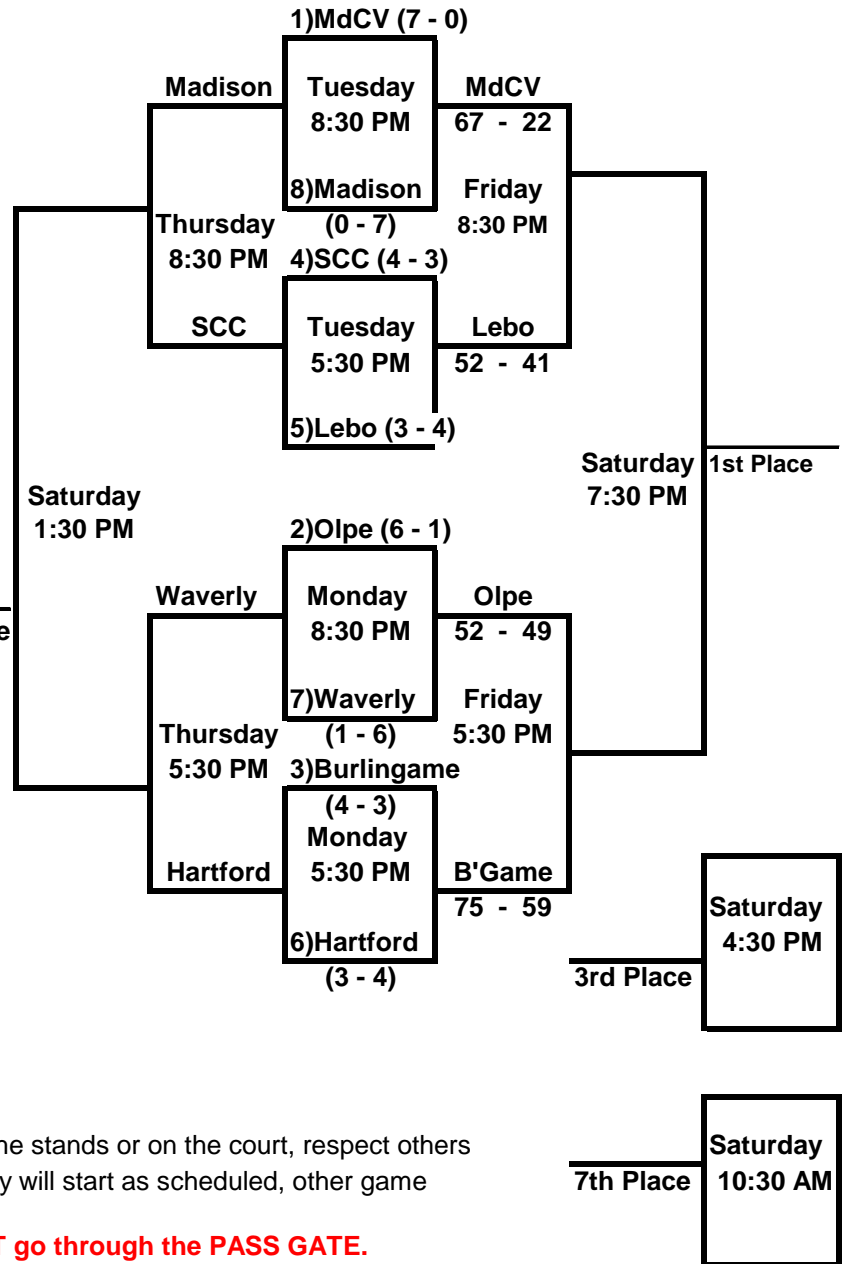 1)MdCV (7 - 0)
Madison Tuesday MdCV
8:30 PM 67 - 22
8)Madison Friday
Thursday (0 - 7) 8:30 PM
8:30 PM 4)SCC (4 - 3)
SCC Tuesday Lebo
5:30 PM 52 - 41
5)Lebo (3 - 4)
Saturday 1st Place
Saturday 7:30 PM
1:30 PM 2)Olpe (6 - 1)
Waverly Monday Olpe
8:30 PM 52 - 49
7)Waverly Friday
Thursday (1 - 6) 5:30 PM
5:30 PM 3)Burlingame
(4 - 3)
Monday
Hartford 5:30 PM B'Game
75 - 59 Saturday
6)Hartford 4:30 PM
(3 - 4) 3rd Place
stands or on the court, respect others Saturday
will start as scheduled, other game 7th Place 10:30 AM
go through the PASS GATE.